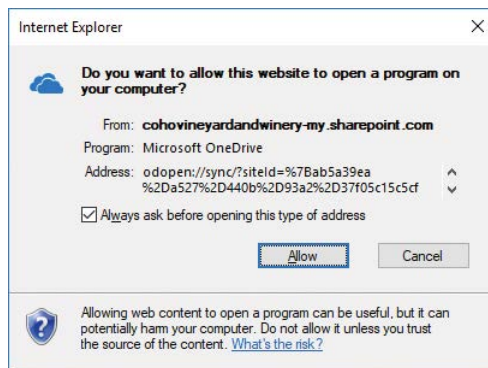 Internet Explorer
Do you want to allow this website to open a program on
your computer?
From: cohovineyardandwinery-my.sharepoint.com
Program: Microsoft OneDrive
Address: odopen://sync/?siteId=%7Bab5a39ea
%2Da527%2D440b%2D93a2%2D37f05c15c5cf
Always ask before opening this type of address
Allow
Cancel
Allowing web content to open a program can be useful, but it can
potentially harm your computer. Do not allow it unless you trust
the source of the content. What's the risk?